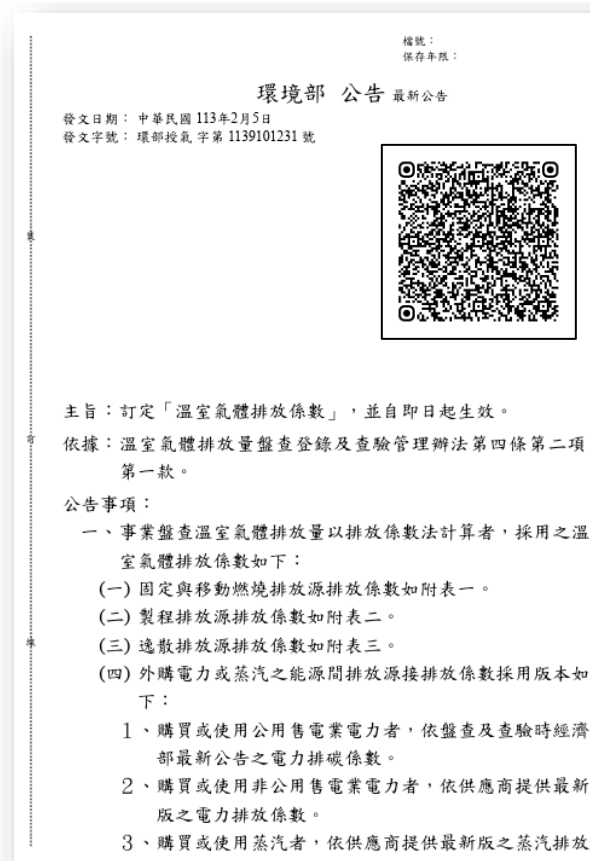 檔號：
保存年限：
環境部 公告 最新公告
發文日期： 中華民國 113年2月5日
發文字號： 環部授氣 字第 1139101231 號
裝
主旨：訂定「溫室氣體排放係數」，並自即日起生效。
訂
依據：溫室氣體排放量盤查登錄及查驗管理辦法第四條第二項
第一款。
公告事項：
一、事業盤查溫室氣體排放量以排放係數法計算者，採用之溫
室氣體排放係數如下：
(一) 固定與移動燃燒排放源排放係數如附表一。
(二) 製程排放源排放係數如附表二。
線
(三) 逸散排放源排放係數如附表三。
(四) 外購電力或蒸汽之能源間排放源接排放係數採用版本如
下：
1、購買或使用公用售電業電力者，依盤查及查驗時經濟
部最新公告之電力排碳係數。
2、購買或使用非公用售電業電力者，依供應商提供最新
版之電力排放係數。
3、購買或使用蒸汽者，依供應商提供最新版之蒸汽排放